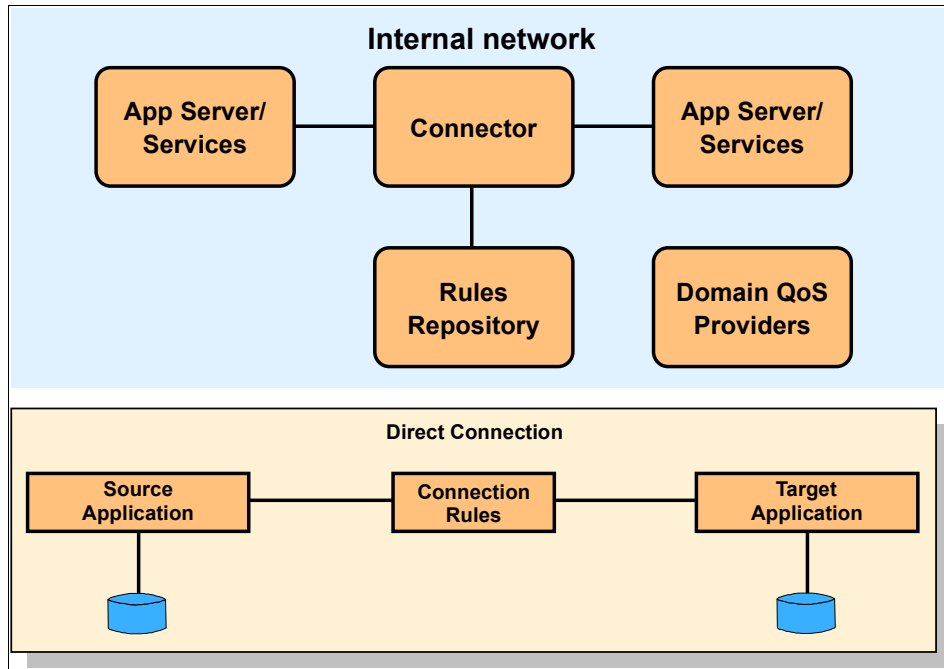 Internal network
App Server/
Services
Connector
App Server/
Services
Rules
Repository
Domain QoS
Providers
Direct Connection
Source
Application
Connection
Rules
Target
Application